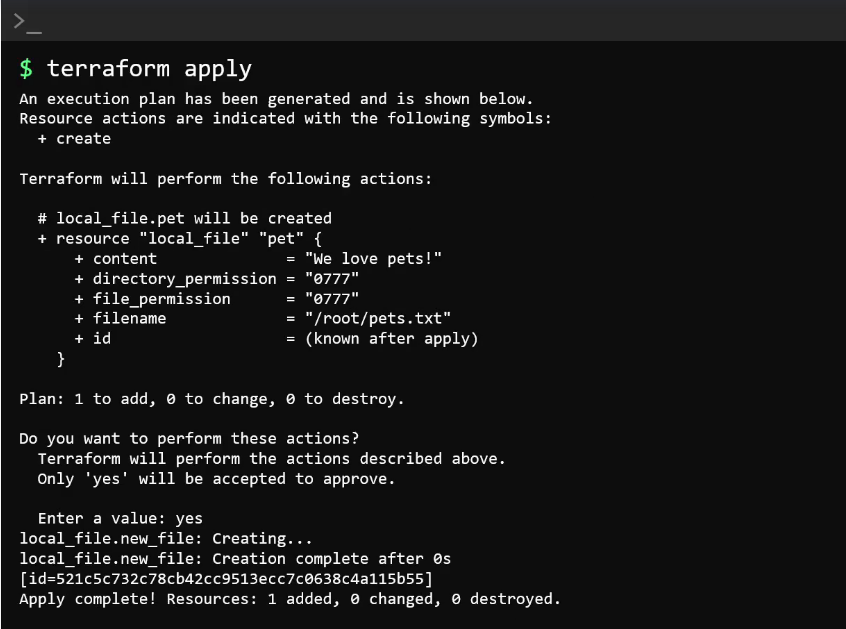 >_
$ terraform apply
An execution plan has been generated and is shown below.
Resource actions are indicated with the following symbols:
  + create
Terraform will perform the following actions:
  # local_file.pet will be created
  + resource "local_file" "pet" {
      + content              = "We love pets!"
      + directory_permission = "0777"
      + file_permission      = "0777"
      + filename             = "/root/pets.txt"
      + id                   = (known after apply)
    }
Plan: 1 to add, 0 to change, 0 to destroy.
Do you want to perform these actions?
  Terraform will perform the actions described above.
  Only 'yes' will be accepted to approve.
  Enter a value: yes
local_file.new_file: Creating...
local_file.new_file: Creation complete after 0s
[id=521c5c732c78cb42cc9513ecc7c0638c4a115b55]
Apply complete! Resources: 1 added, 0 changed, 0 destroyed.